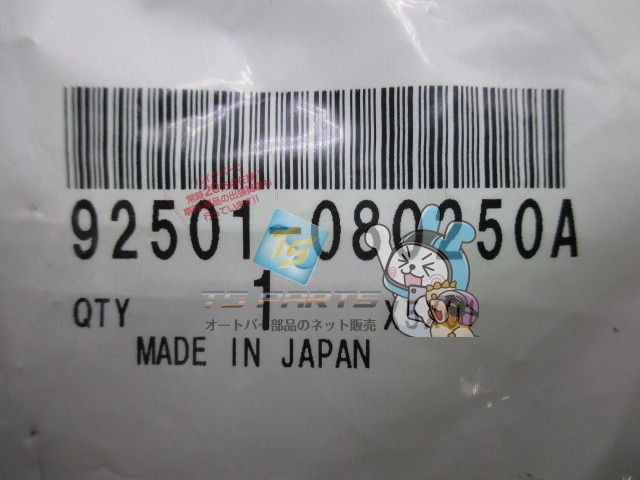 92501-080250A
QTY 1
MADE IN JAPAN
TS
TS PARTS
オートバイ部品のネット販売